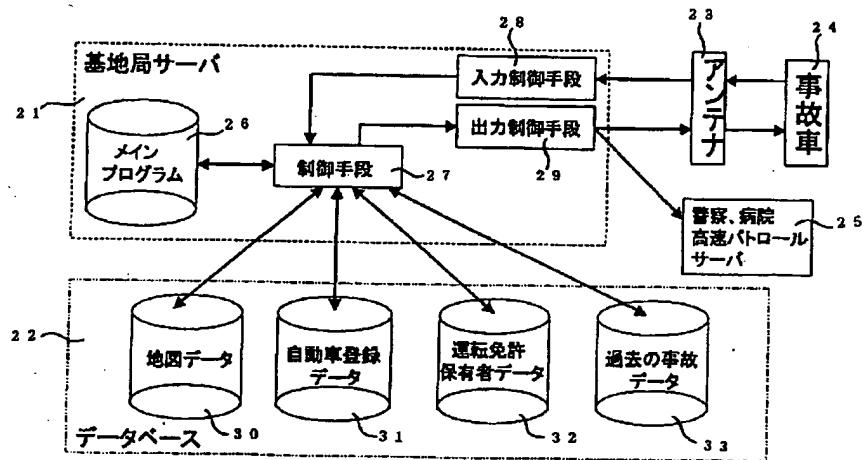 28
23
24
基地局サーバ
入力制御手段
アンテナ
事故車
21
26
メイン
プログラム
出力制御手段
制御手段
27
29
警察、病院
高速パトロール
サーバ
25
22
地図データ
自動車登録
データ
運転免許
保有者データ
過去の事故
データ
データベース
30
31
32
33